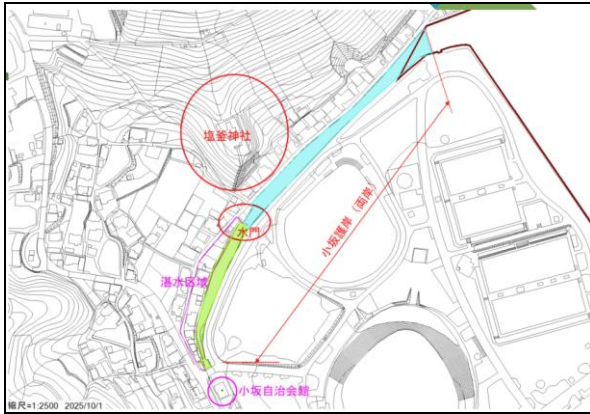 塩釜神社
水門
小坂護岸（両岸）
湛水区域
小坂自治会館
縮尺=1:2500 2025/10/1